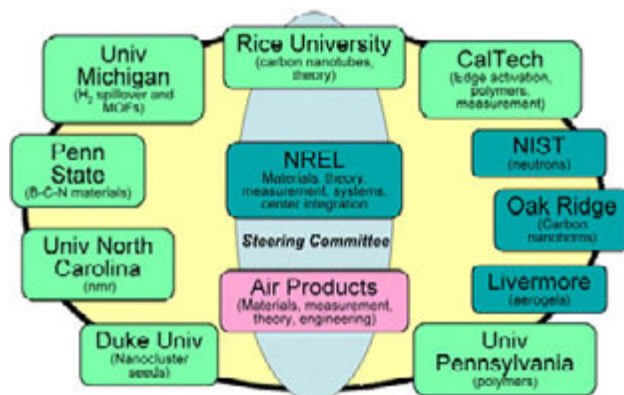 Univ
Michigan
(H₂ spillover and
MOFs)
Rice University
(carbon nanotubes,
theory)
CalTech
(Edge activation,
polymers,
measurement)
Penn
State
(B-C-N materials)
NREL
Materials, theory,
measurement, systems,
center integration
NIST
(neutrons)
Oak Ridge
(Carbon
nanohorns)
Steering Committee
Univ North
Carolina
(nmr)
Air Products
(Materials, measurement,
theory, engineering)
Livermore
(aerogels)
Duke Univ
(Nanocluster
seeds)
Univ
Pennsylvania
(polymers)